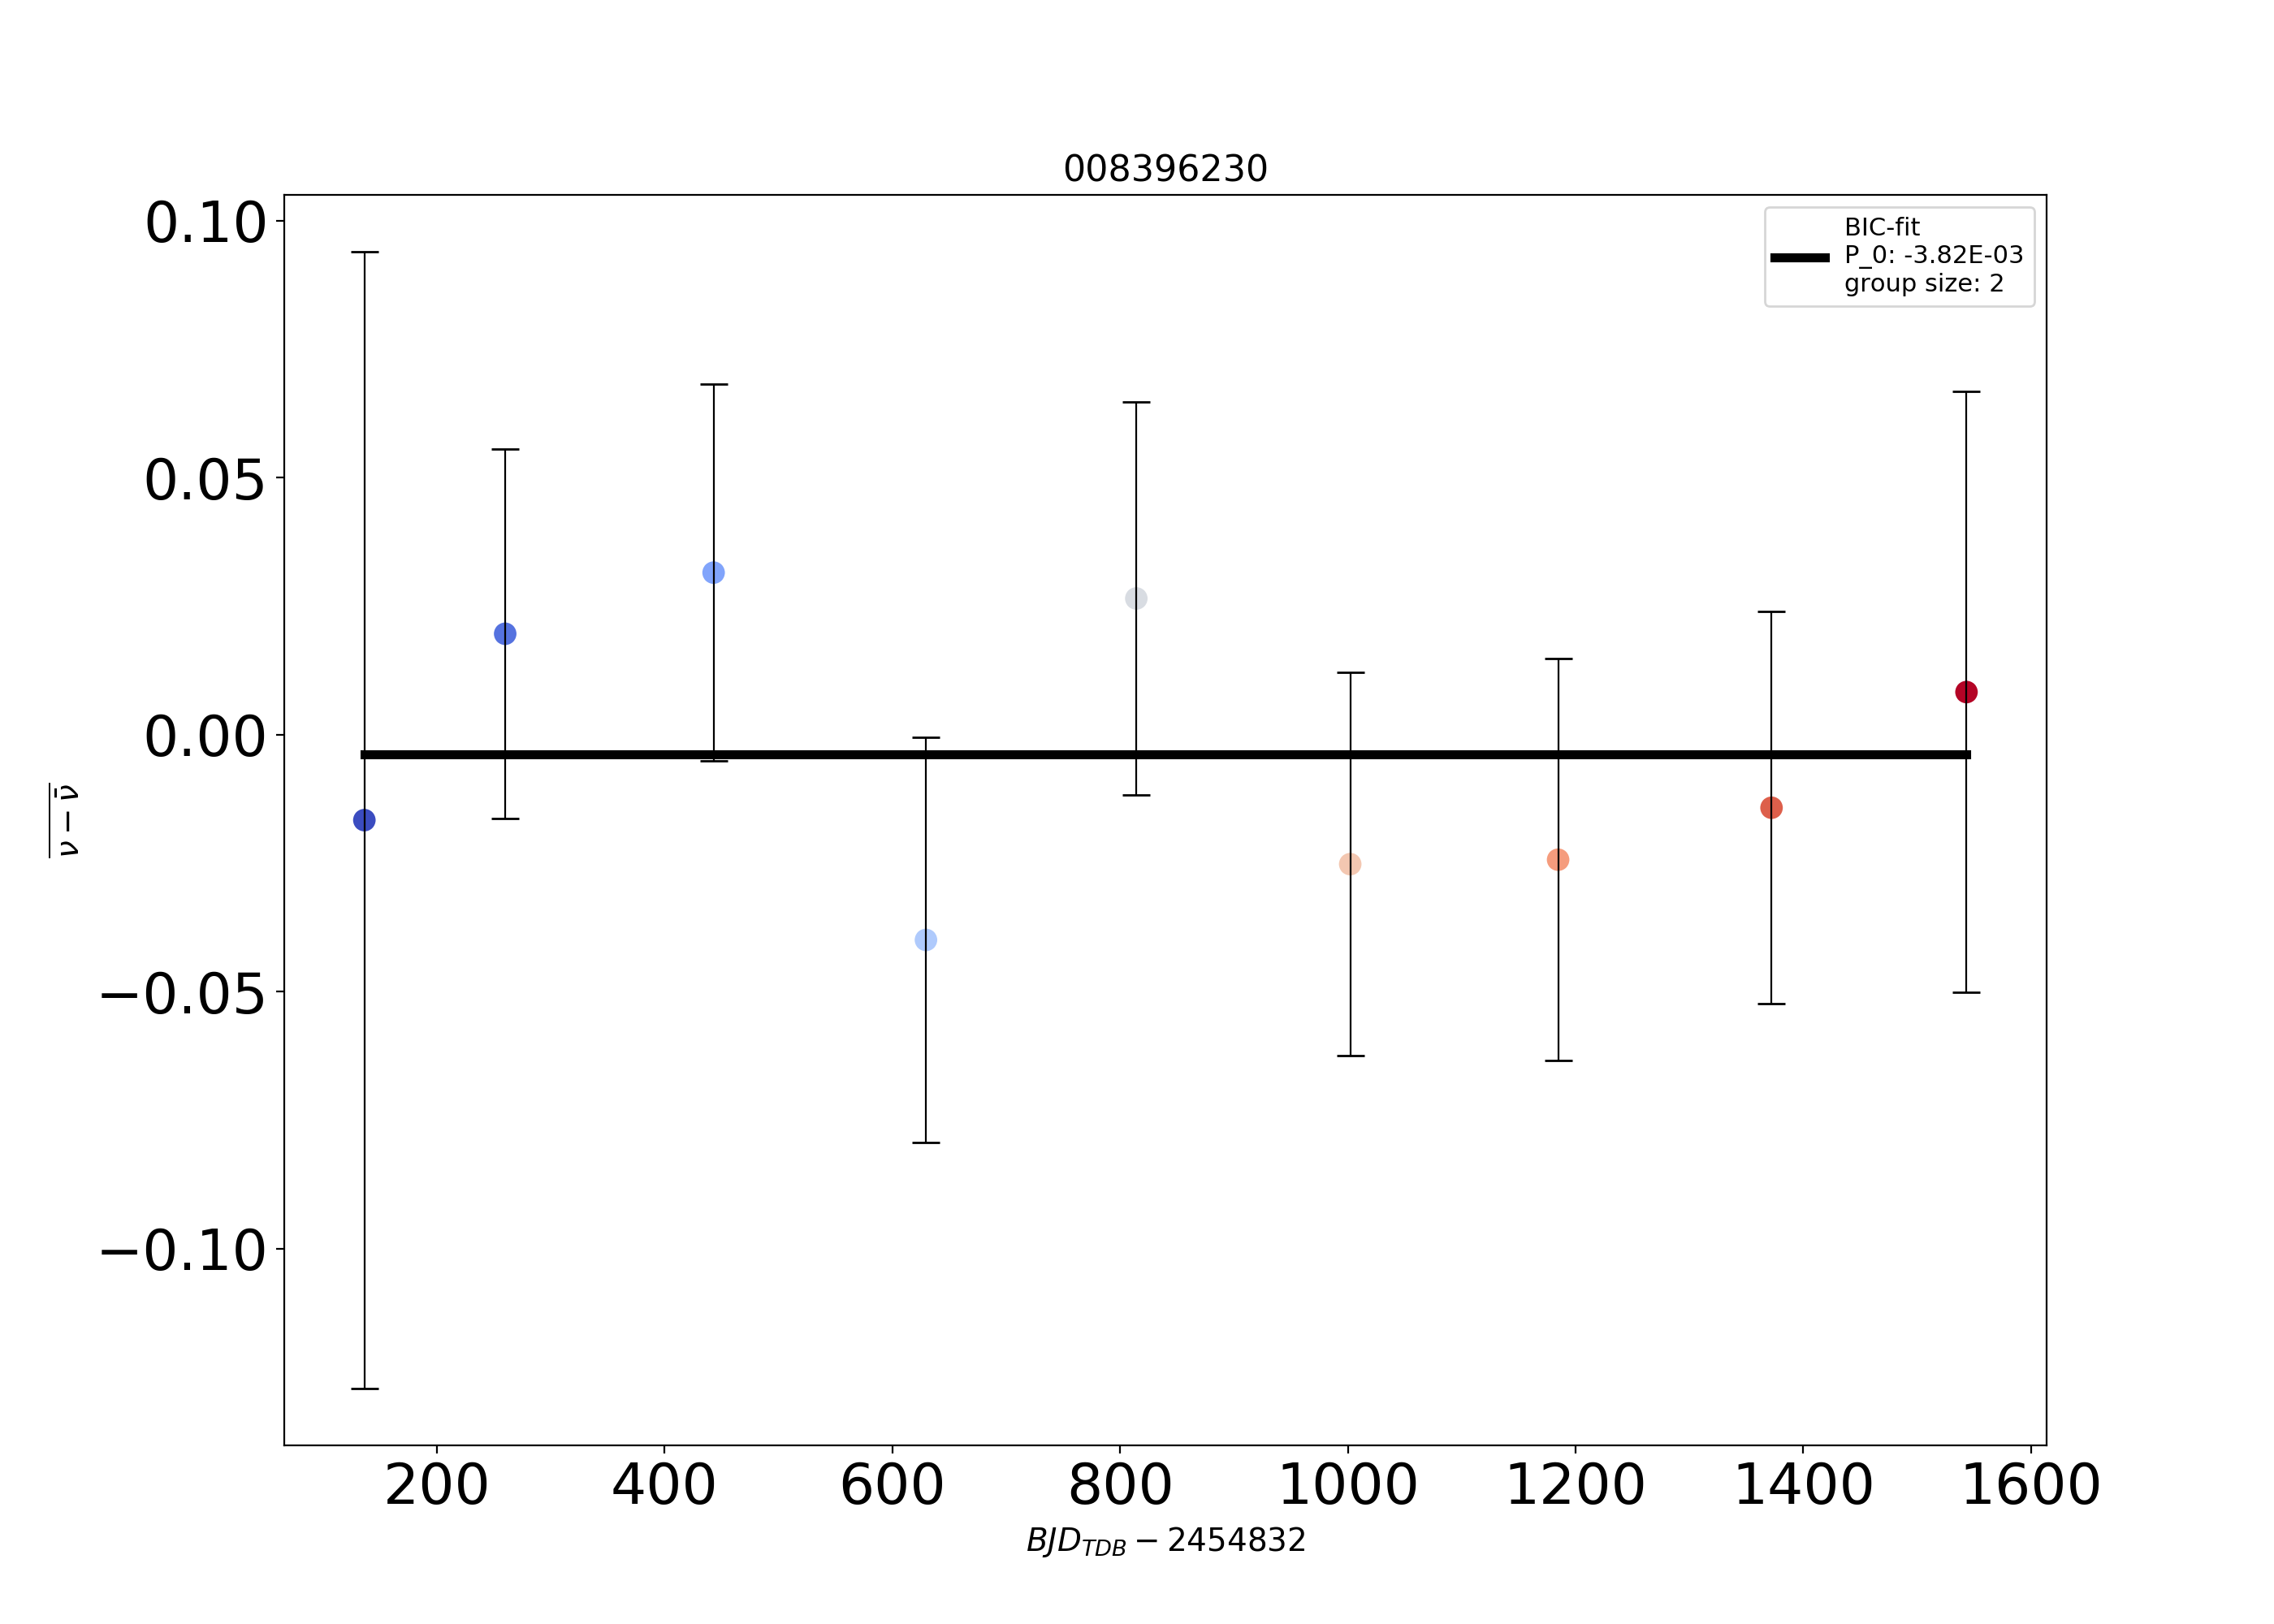 008396230
0.10
0.05
0.00
−0.05
−0.10
BIC-fit
P_0: -3.82E-03
group size: 2
ν − ν̄
200 400 600 800 1000 1200 1400 1600
BJD_TDB − 2454832